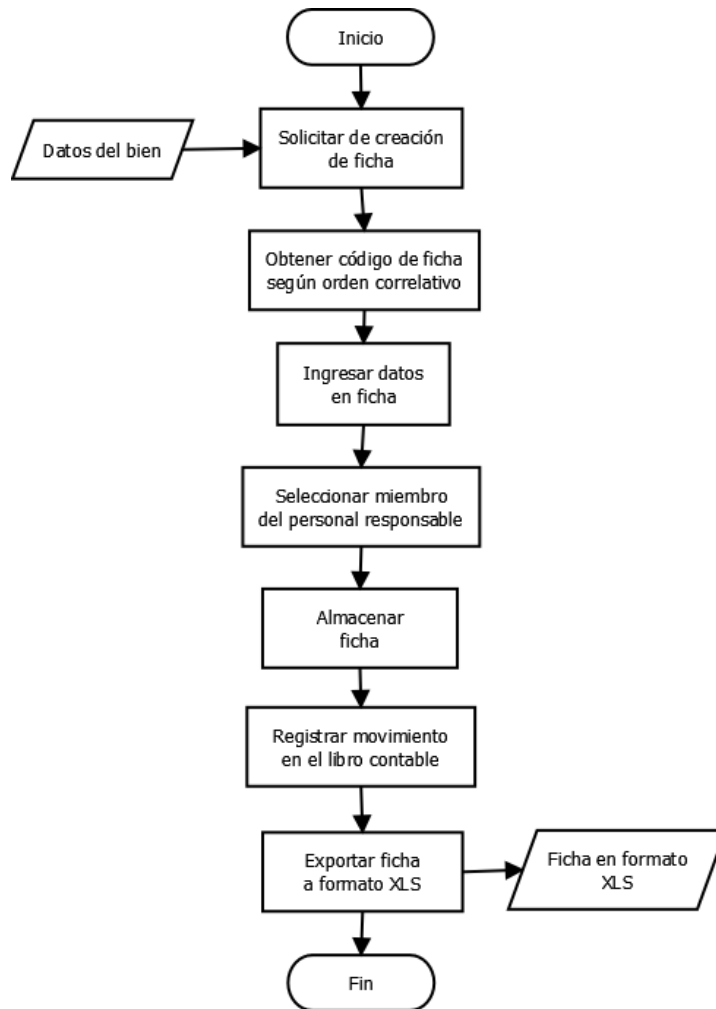 Inicio
Datos del bien
Solicitar de creación
de ficha
Obtener código de ficha
según orden correlativo
Ingresar datos
en ficha
Seleccionar miembro
del personal responsable
Almacenar
ficha
Registrar movimiento
en el libro contable
Exportar ficha
a formato XLS
Ficha en formato
XLS
Fin